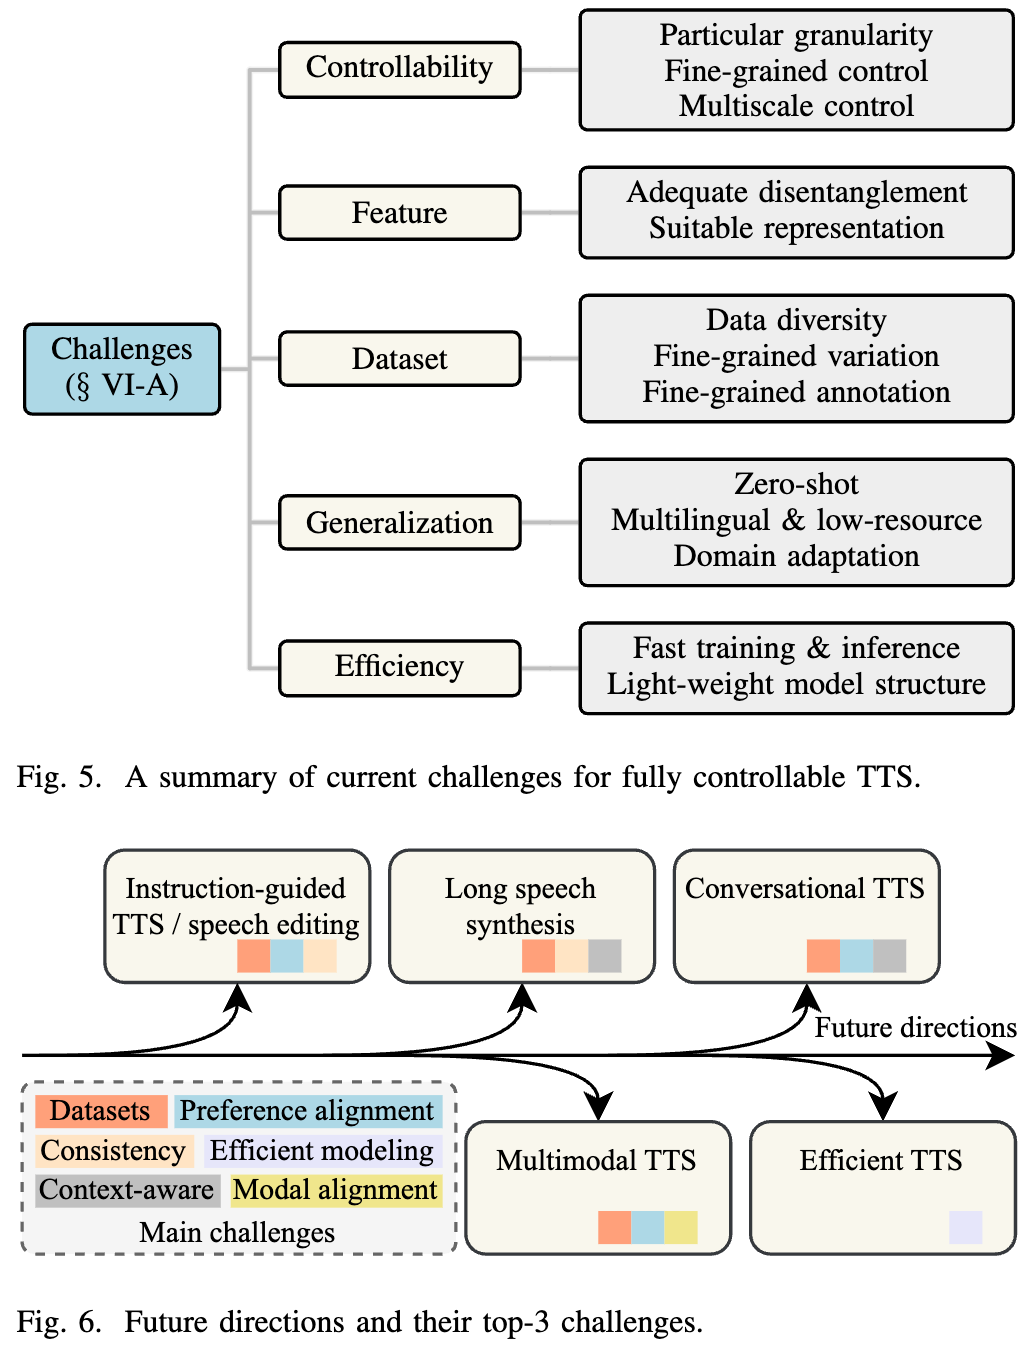 Controllability
Particular granularity
Fine-grained control
Multiscale control
Feature
Adequate disentanglement
Suitable representation
Challenges
(§ VI-A)
Dataset
Data diversity
Fine-grained variation
Fine-grained annotation
Generalization
Zero-shot
Multilingual & low-resource
Domain adaptation
Efficiency
Fast training & inference
Light-weight model structure
Fig. 5. A summary of current challenges for fully controllable TTS.
Instruction-guided
TTS / speech editing
Long speech
synthesis
Conversational TTS
Future directions
Datasets
Preference alignment
Consistency
Efficient modeling
Context-aware
Modal alignment
Main challenges
Multimodal TTS
Efficient TTS
Fig. 6. Future directions and their top-3 challenges.